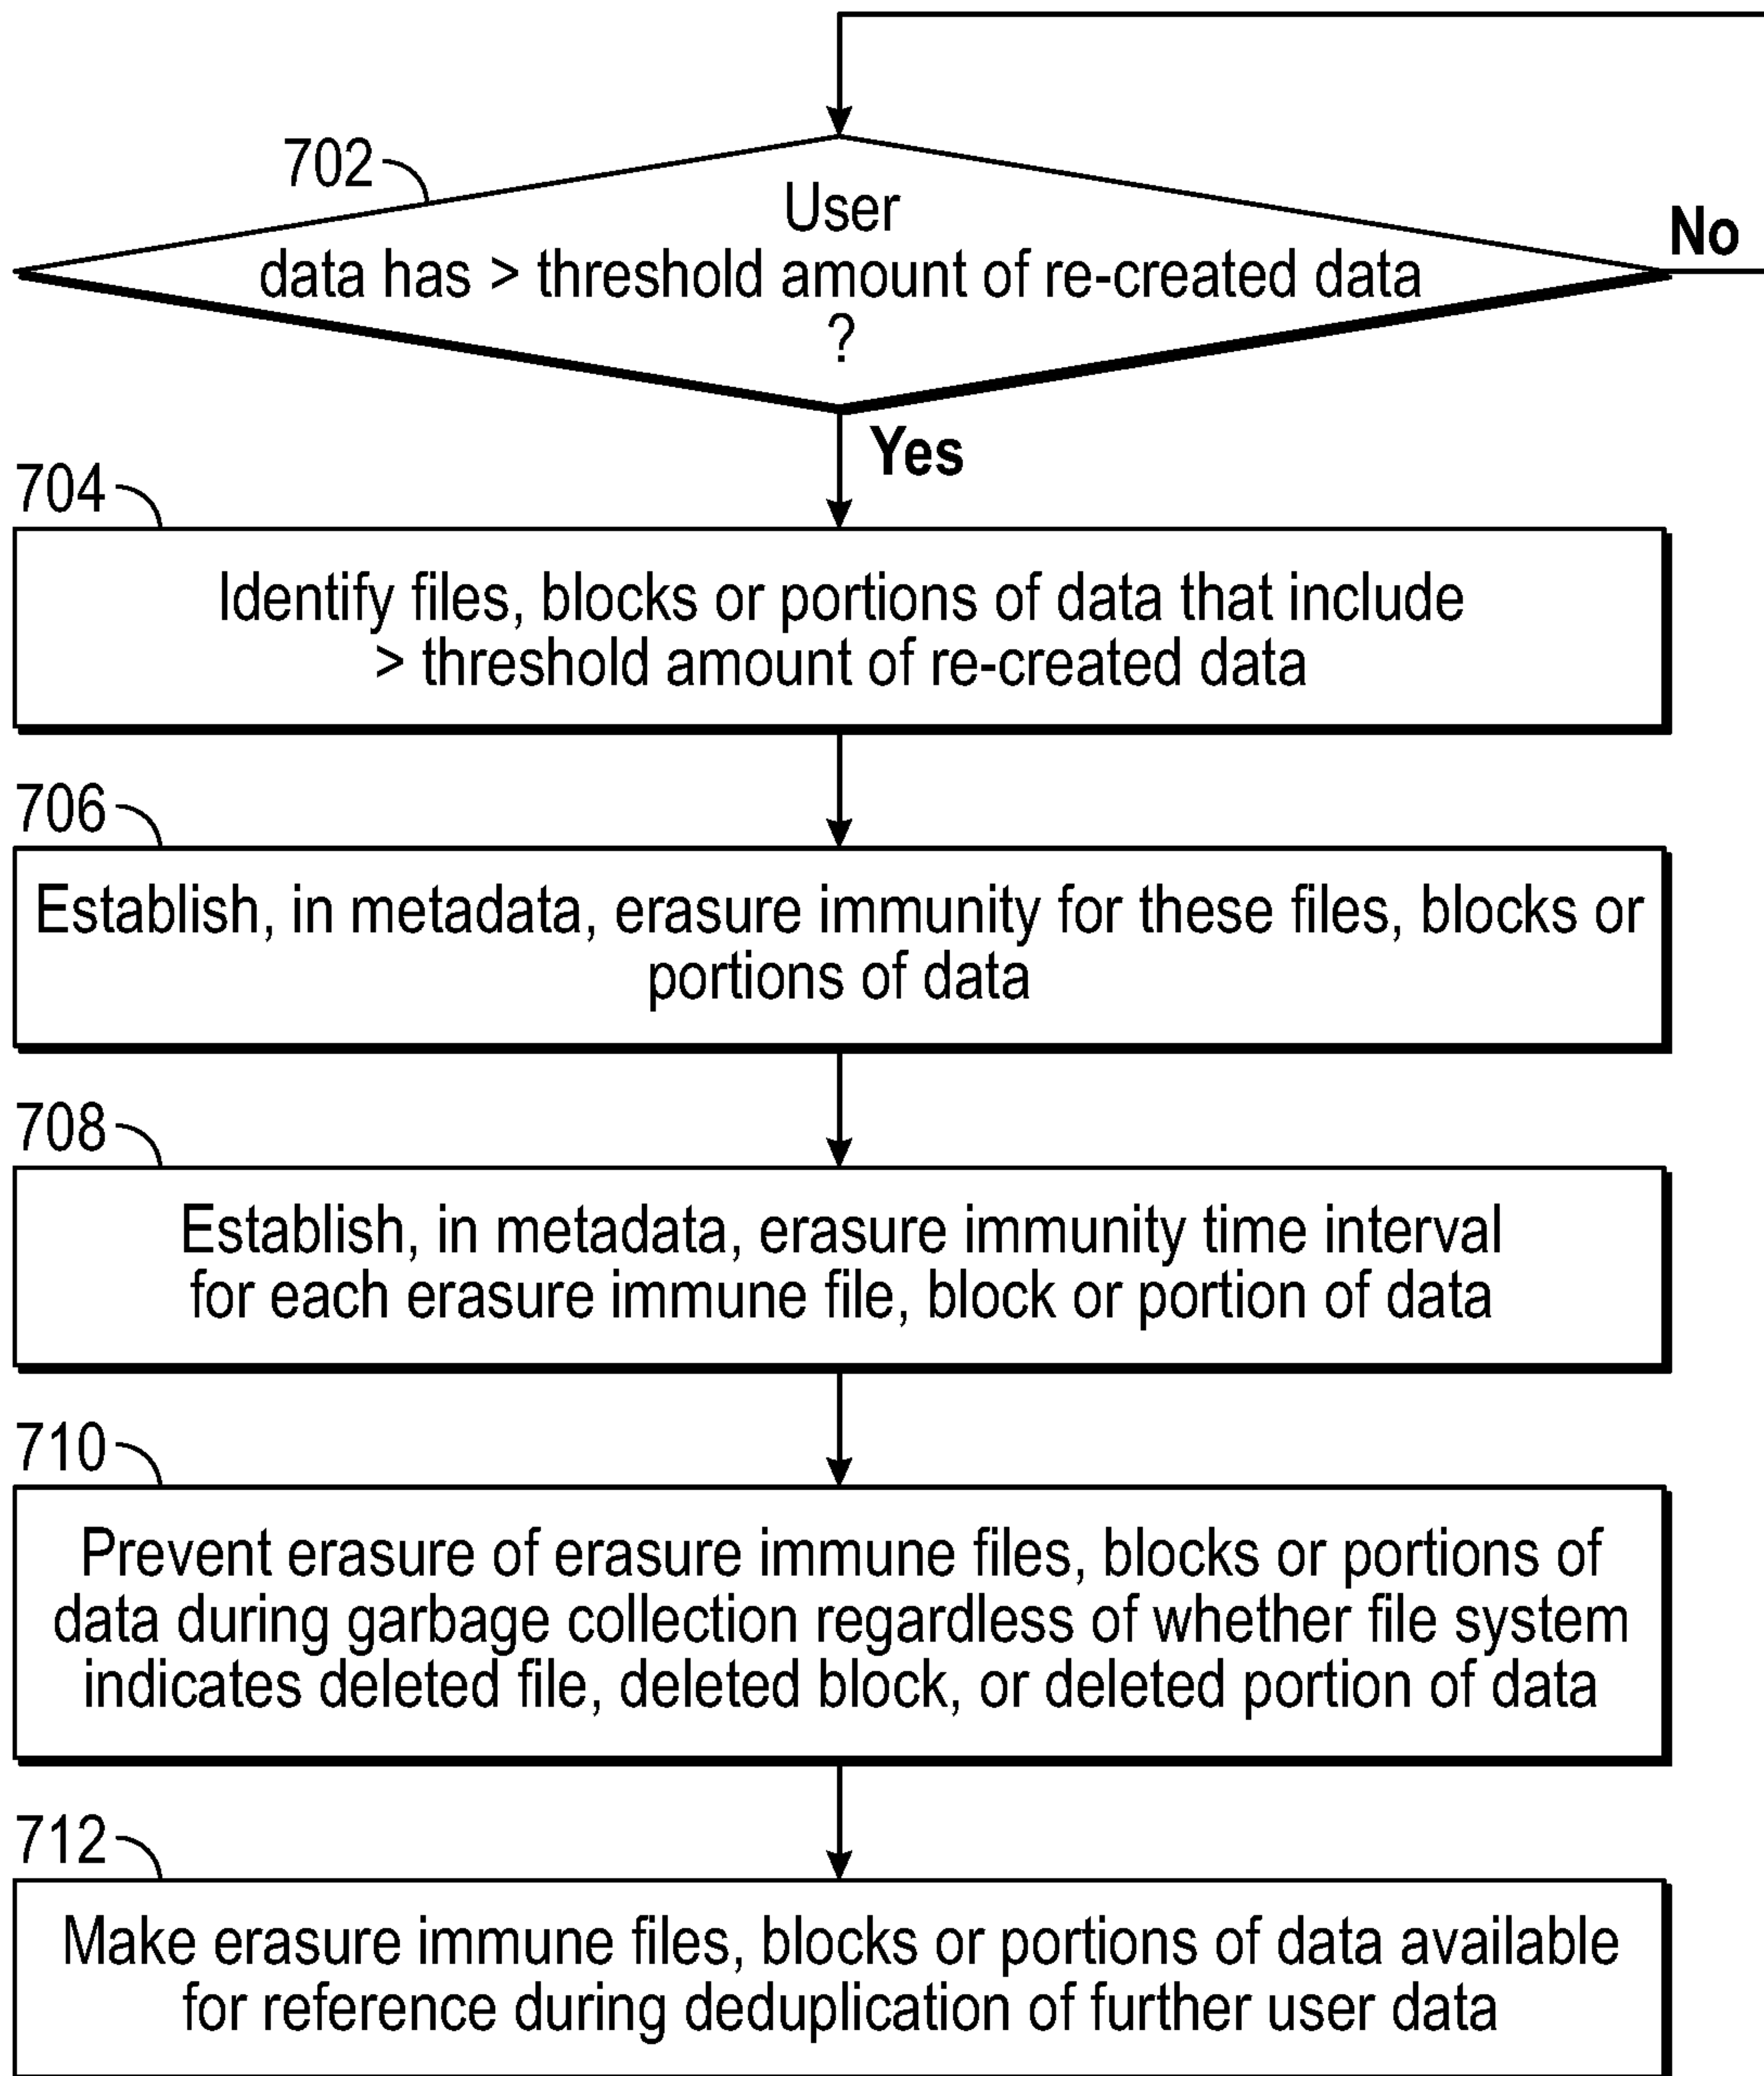 702
User
data has > threshold amount of re-created data
?
No
Yes
704
Identify files, blocks or portions of data that include
> threshold amount of re-created data
706
Establish, in metadata, erasure immunity for these files, blocks or
portions of data
708
Establish, in metadata, erasure immunity time interval
for each erasure immune file, block or portion of data
710
Prevent erasure of erasure immune files, blocks or portions of
data during garbage collection regardless of whether file system
indicates deleted file, deleted block, or deleted portion of data
712
Make erasure immune files, blocks or portions of data available
for reference during deduplication of further user data